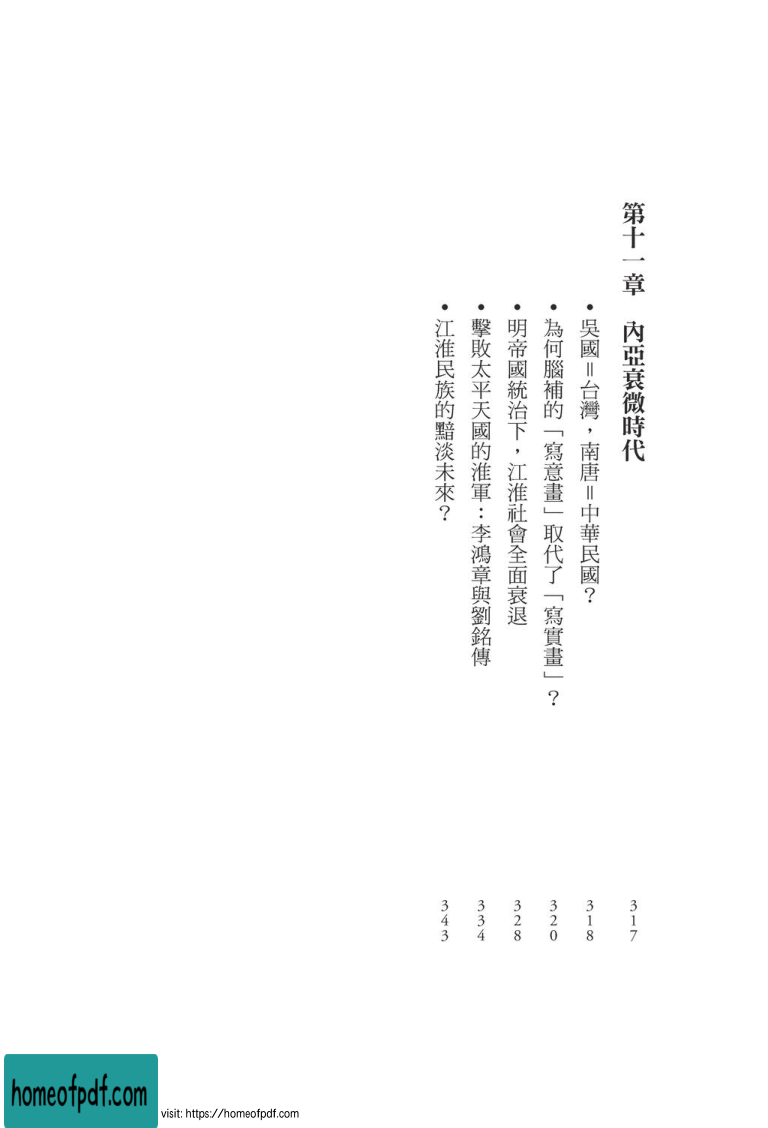 第十一章　內亞衰微時代　317
• 吳國＝台灣，南唐＝中華民國？　318
• 為何腦補的「寫意畫」取代了「寫實畫」？　320
• 明帝國統治下，江淮社會全面衰退　328
• 擊敗太平天國的淮軍：李鴻章與劉銘傳　334
• 江淮民族的黯淡未來？　343
homeofpdf.com
visit: https://homeofpdf.com